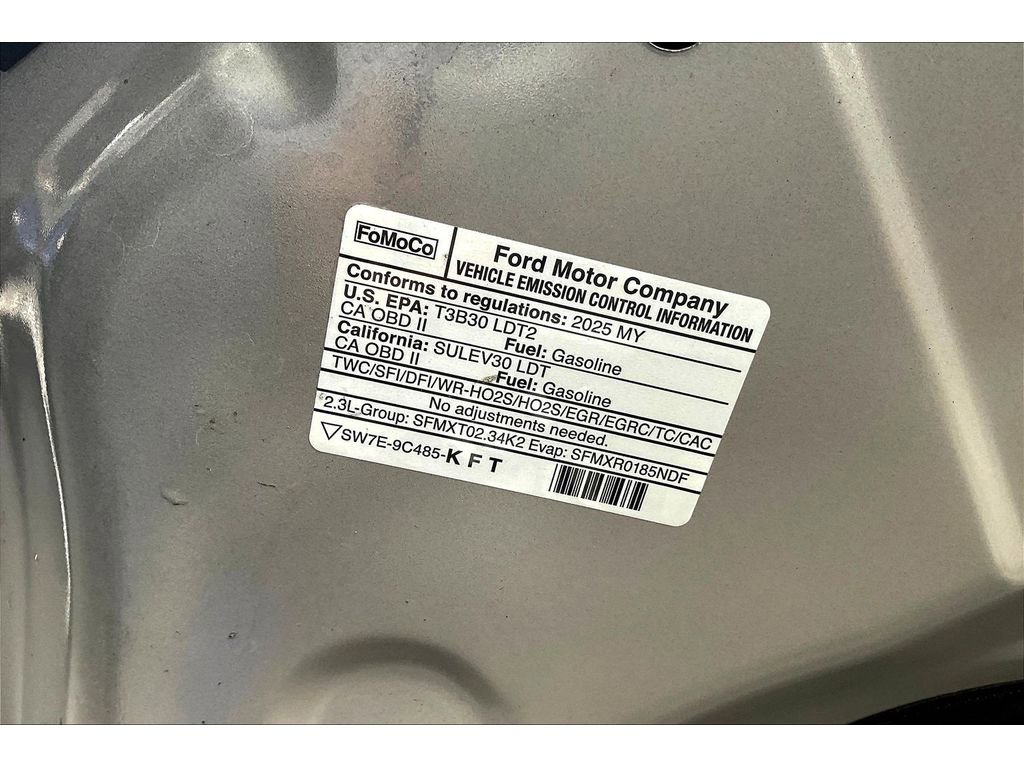 FoMoCo
Ford Motor Company
VEHICLE EMISSION CONTROL INFORMATION
Conforms to regulations: 2025 MY
U.S. EPA: T3B30 LDT2
CA OBD II Fuel: Gasoline
California: SULEV30 LDT
CA OBD II Fuel: Gasoline
TWC/SFI/DFI/WR-HO2S/HO2S/EGR/EGRC/TC/CAC
No adjustments needed.
2.3L-Group: SFMXT02.34K2 Evap: SFMXR0185NDF
▽SW7E-9C485-K F T